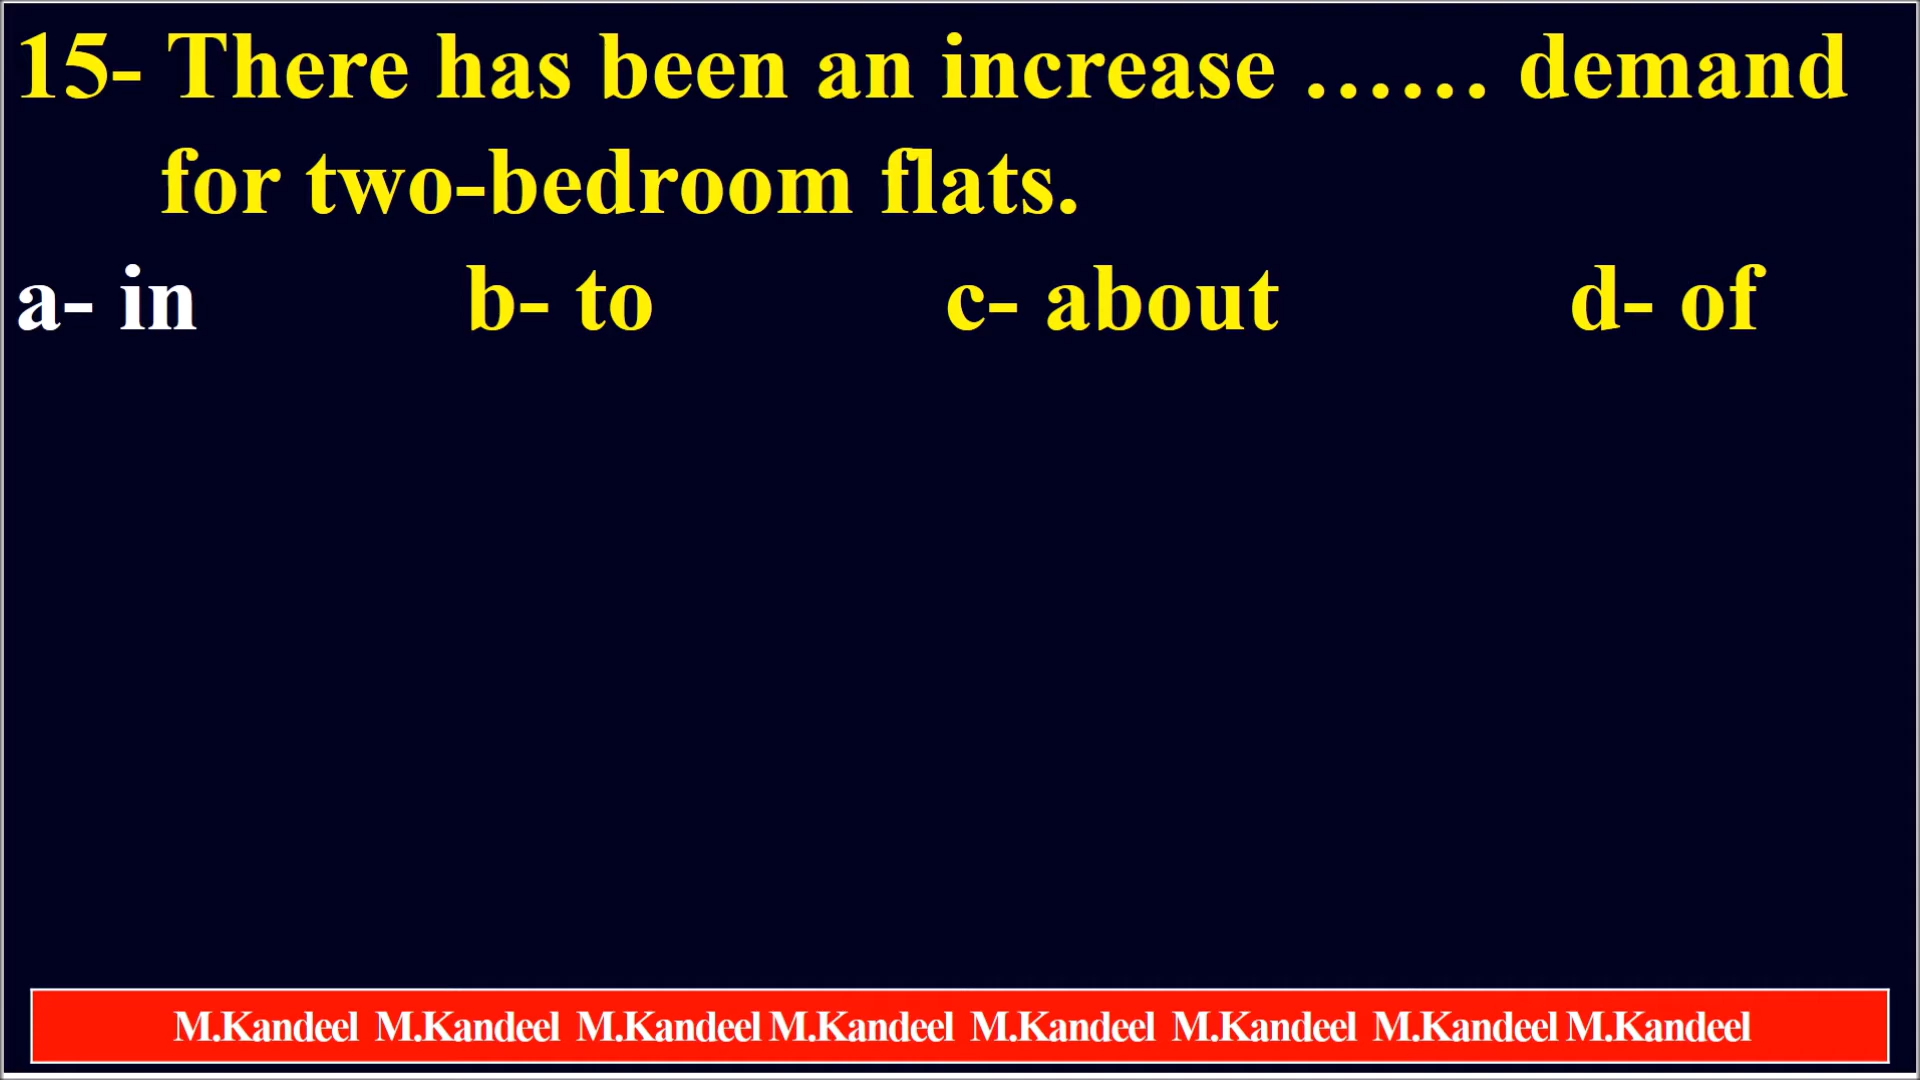 15- There has been an increase …… demand
for two-bedroom flats.
a- in b- to c- about d- of
M.Kandeel M.Kandeel M.Kandeel M.Kandeel M.Kandeel M.Kandeel M.Kandeel M.Kandeel